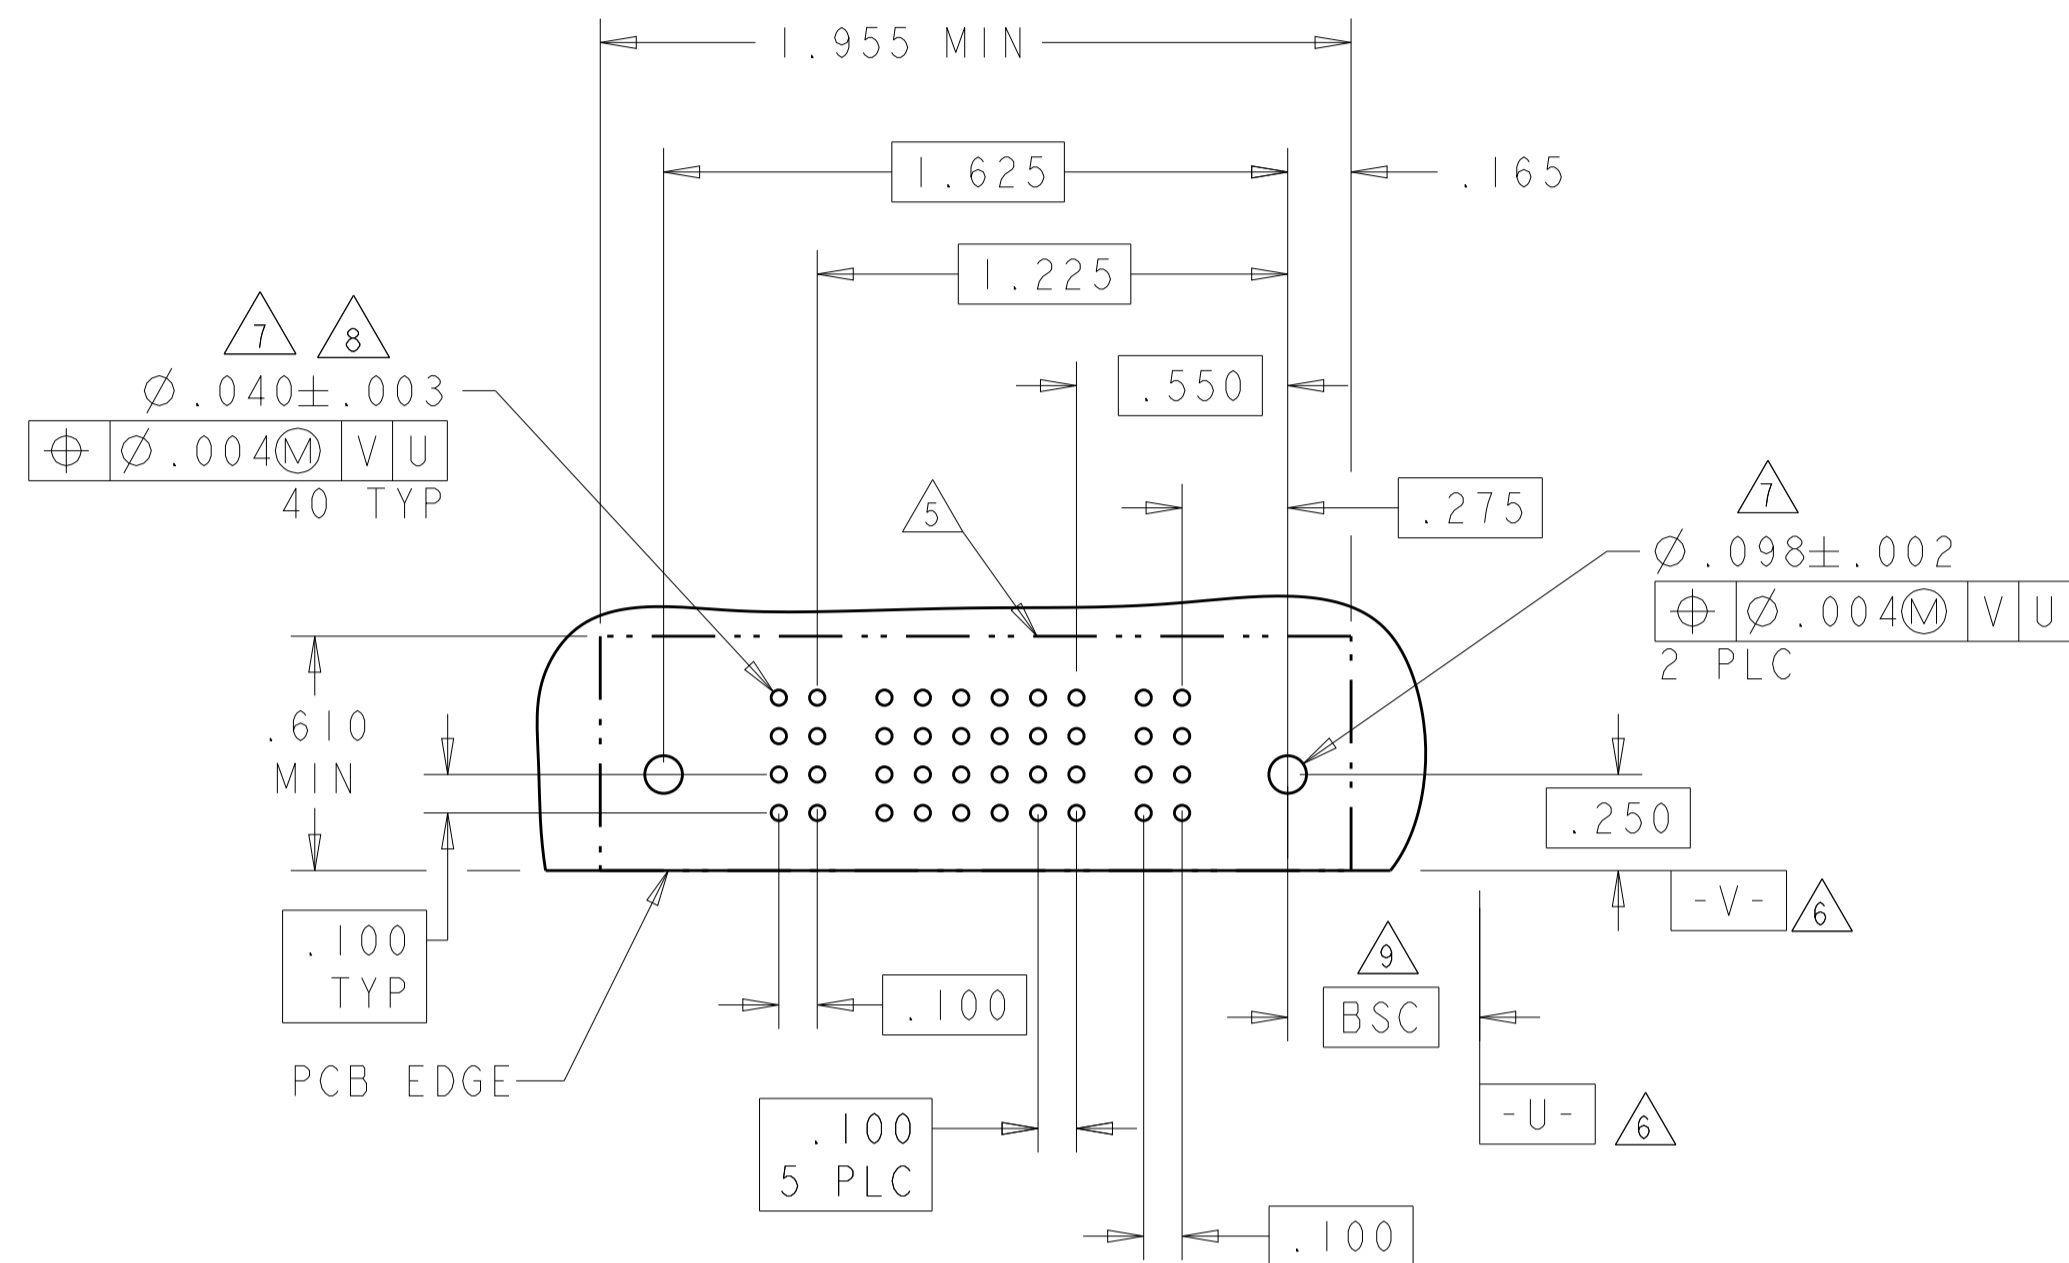 1.955 MIN
1.625
.165
1.225
7 8
Ø.040±.003
⌖ Ø.004Ⓜ V U
40 TYP
.550
5
.275
7
Ø.098±.002
⌖ Ø.004Ⓜ V U
2 PLC
.610
MIN
.250
-V- 6
.100
TYP
.100
9
BSC
PCB EDGE
-U- 6
.100
5 PLC
.100